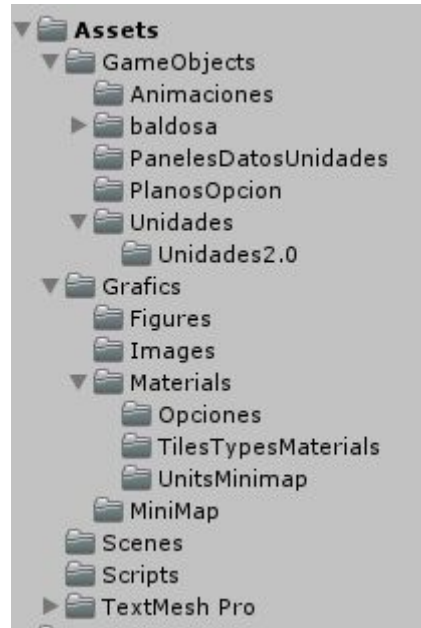 Assets
GameObjects
Animaciones
baldosa
PanelesDatosUnidades
PlanosOpcion
Unidades
Unidades2.0
Grafics
Figures
Images
Materials
Opciones
TilesTypesMaterials
UnitsMinimap
MiniMap
Scenes
Scripts
TextMesh Pro